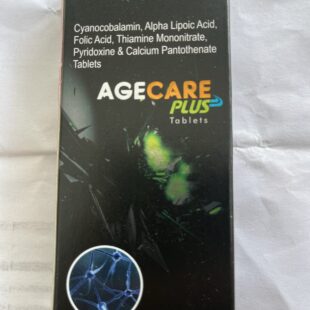 Cyanocobalamin, Alpha Lipoic Acid,
Folic Acid, Thiamine Mononitrate,
Pyridoxine & Calcium Pantothenate
Tablets
AGECARE
PLUS
Tablets